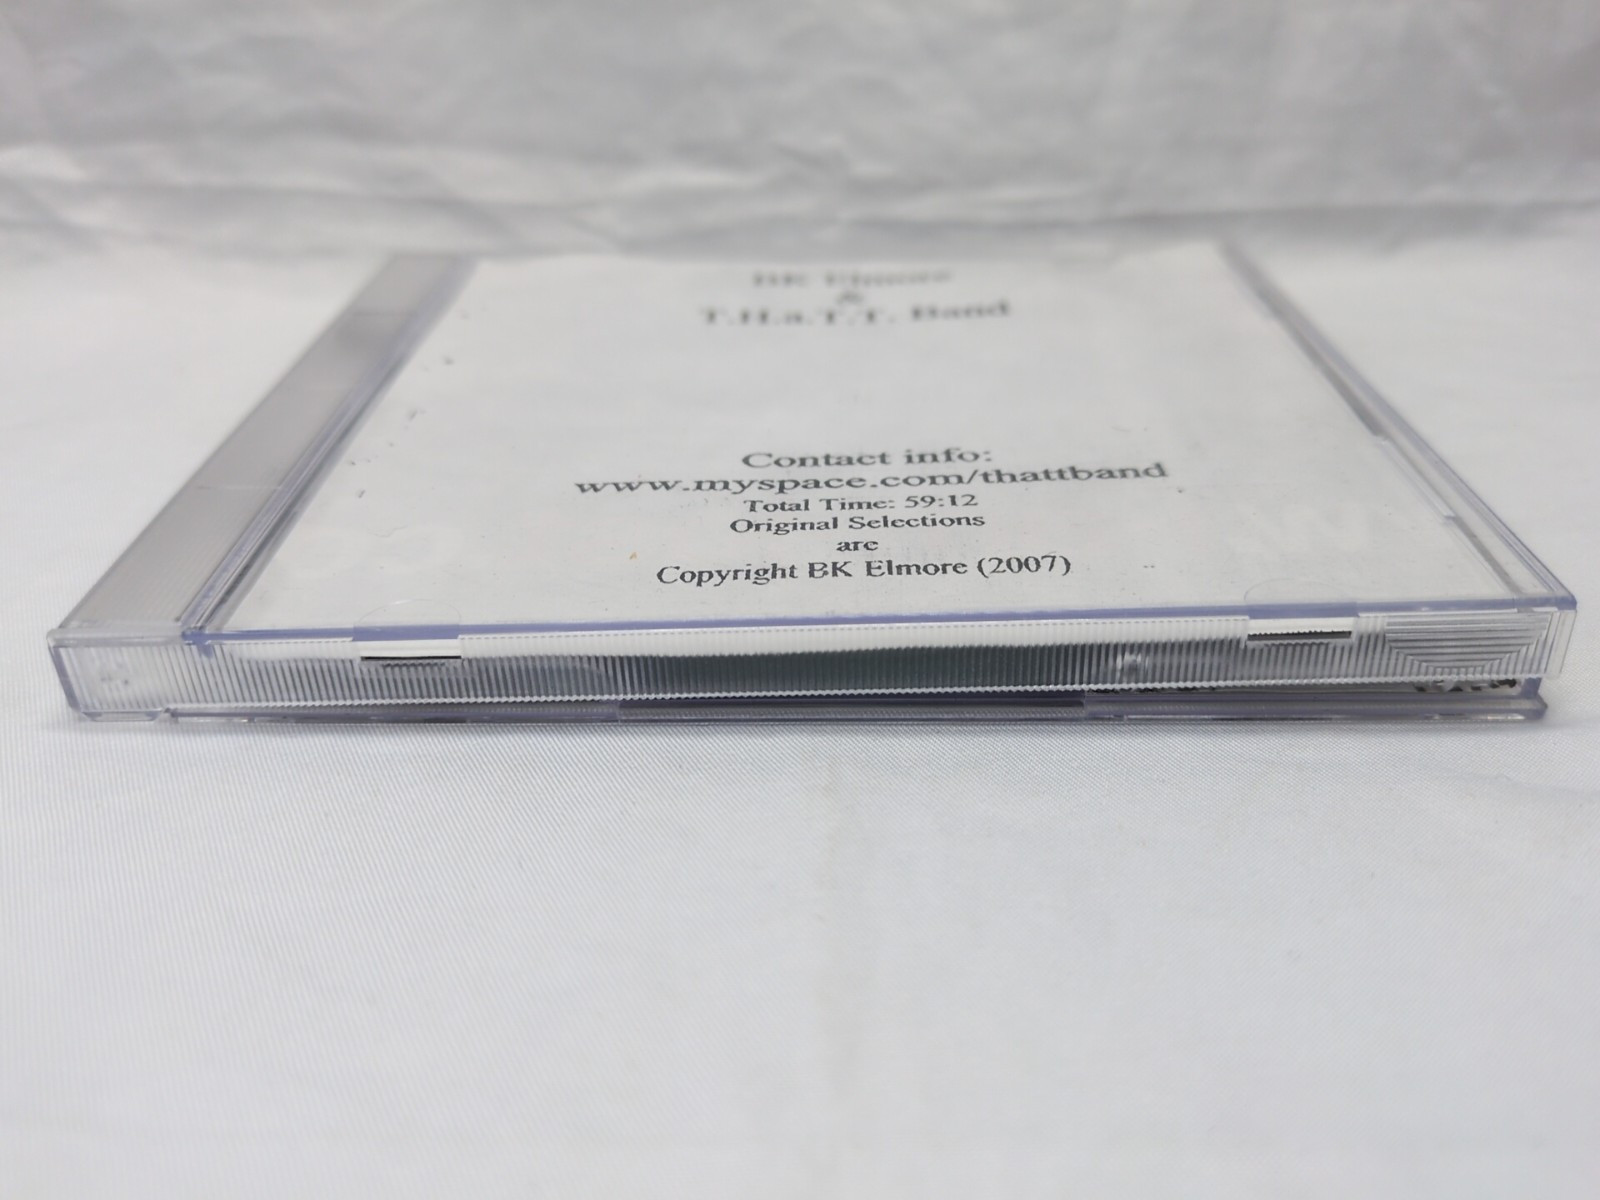 BK Elmore
&
T.H.a.T.T. Band
Contact info:
www.myspace.com/thattband
Total Time: 59:12
Original Selections
are
Copyright BK Elmore (2007)